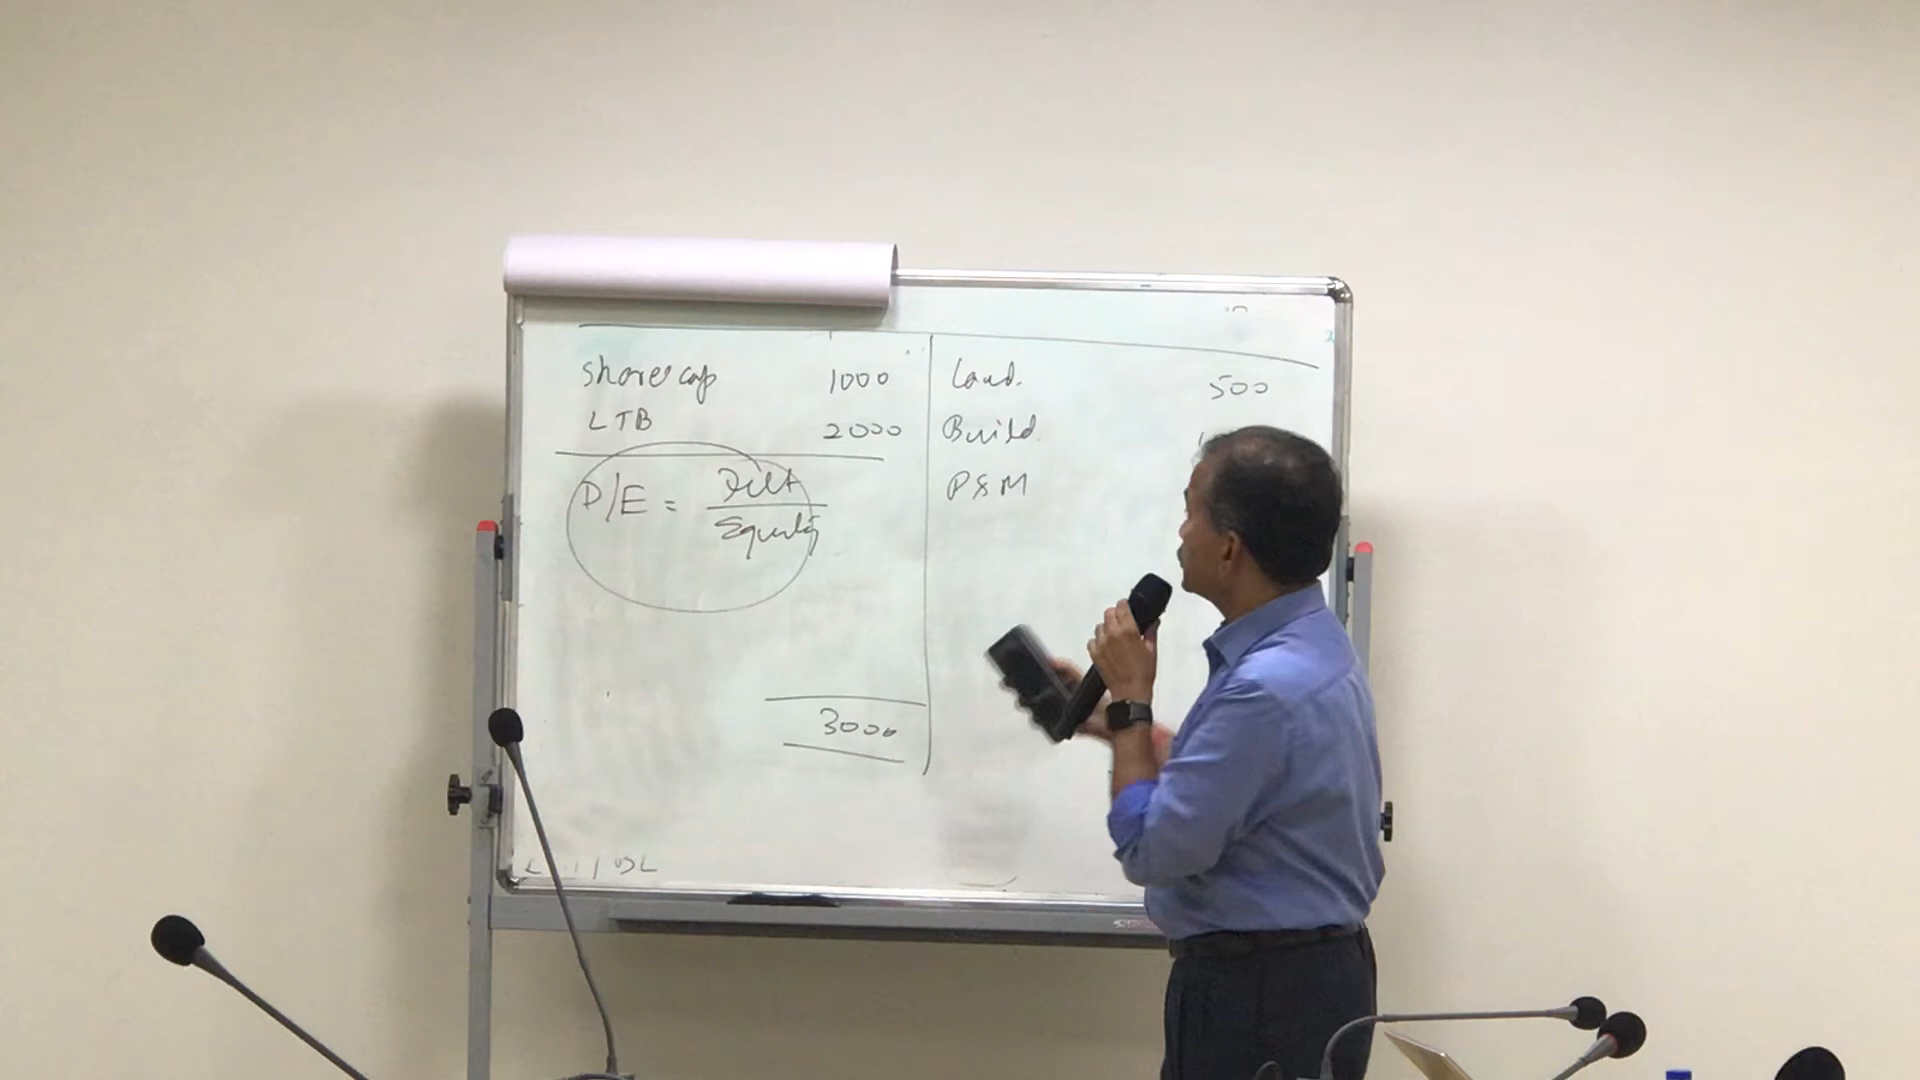 Share cap 1000
LTB 2000
D/E = Debt
Equity
3000
Land. 500
Build.
P&M